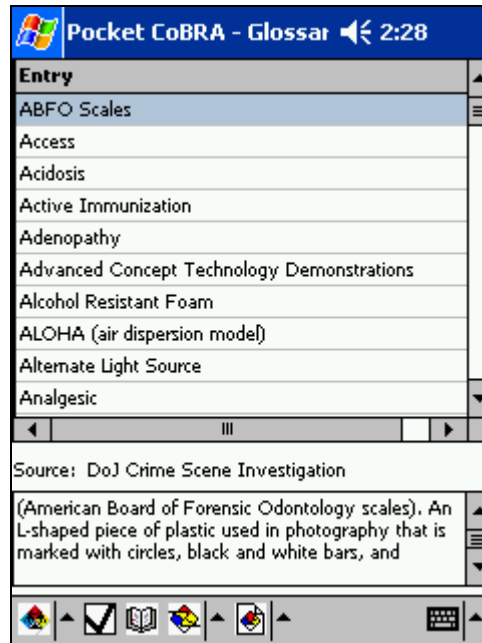 Pocket CoBRA - Glossar 2:28
Entry
ABFO Scales
Access
Acidosis
Active Immunization
Adenopathy
Advanced Concept Technology Demonstrations
Alcohol Resistant Foam
ALOHA (air dispersion model)
Alternate Light Source
Analgesic
Source: DoJ Crime Scene Investigation
(American Board of Forensic Odontology scales). An
L-shaped piece of plastic used in photography that is
marked with circles, black and white bars, and